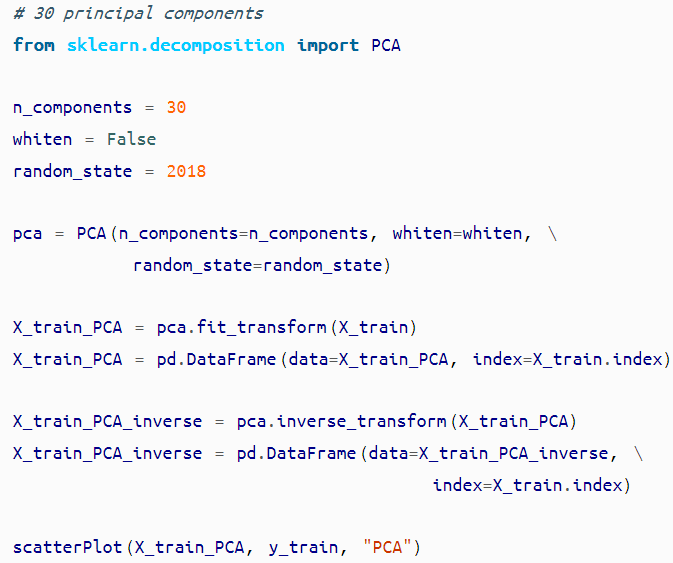 # 30 principal components
from sklearn.decomposition import PCA
n_components = 30
whiten = False
random_state = 2018
pca = PCA(n_components=n_components, whiten=whiten, \
random_state=random_state)
X_train_PCA = pca.fit_transform(X_train)
X_train_PCA = pd.DataFrame(data=X_train_PCA, index=X_train.index)
X_train_PCA_inverse = pca.inverse_transform(X_train_PCA)
X_train_PCA_inverse = pd.DataFrame(data=X_train_PCA_inverse, \
index=X_train.index)
scatterPlot(X_train_PCA, y_train, "PCA")